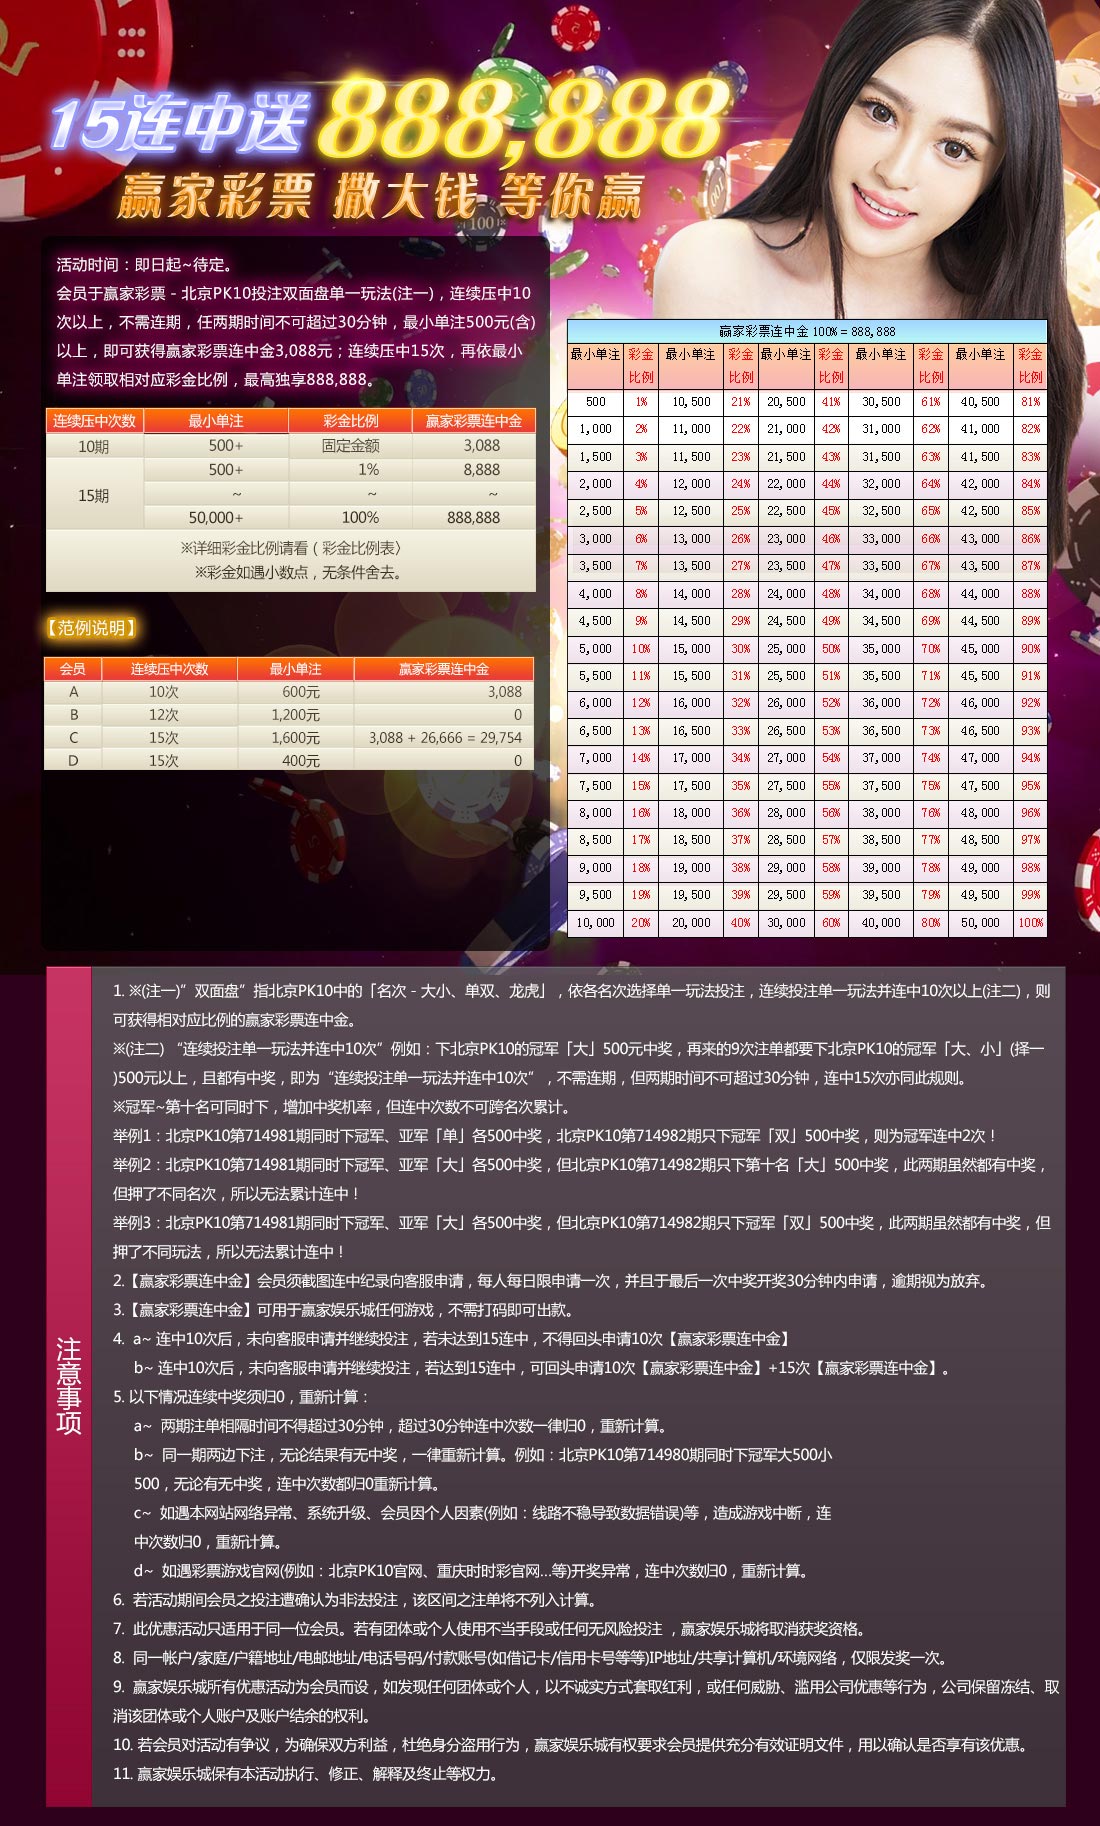 15连中送 888,888
赢家彩票 撒大钱 等你赢
活动时间：即日起~待定。
会员于赢家彩票－北京PK10投注双面盘单一玩法(注一)，连续压中10
次以上，不需连期，任两期时间不可超过30分钟，最小单注500元(含)
以上，即可获得赢家彩票连中金3,088元；连续压中15次，再依最小
单注领取相对应彩金比例，最高独享888,888。
连续压中次数 最小单注 彩金比例 赢家彩票连中金
10期 500+ 固定金额 3,088
15期 500+ 1% 8,888
~ ~ ~
50,000+ 100% 888,888
※详细彩金比例请看（彩金比例表）
※彩金如遇小数点，无条件舍去。
【范例说明】
会员 连续压中次数 最小单注 赢家彩票连中金
A 10次 600元 3,088
B 12次 1,200元 0
C 15次 1,600元 3,088 + 26,666 = 29,754
D 15次 400元 0
赢家彩票连中金 100% = 888,888
最小单注 彩金比例 最小单注 彩金比例 最小单注 彩金比例 最小单注 彩金比例 最小单注 彩金比例
500 1% 10,500 21% 20,500 41% 30,500 61% 40,500 81%
1,000 2% 11,000 22% 21,000 42% 31,000 62% 41,000 82%
1,500 3% 11,500 23% 21,500 43% 31,500 63% 41,500 83%
2,000 4% 12,000 24% 22,000 44% 32,000 64% 42,000 84%
2,500 5% 12,500 25% 22,500 45% 32,500 65% 42,500 85%
3,000 6% 13,000 26% 23,000 46% 33,000 66% 43,000 86%
3,500 7% 13,500 27% 23,500 47% 33,500 67% 43,500 87%
4,000 8% 14,000 28% 24,000 48% 34,000 68% 44,000 88%
4,500 9% 14,500 29% 24,500 49% 34,500 69% 44,500 89%
5,000 10% 15,000 30% 25,000 50% 35,000 70% 45,000 90%
5,500 11% 15,500 31% 25,500 51% 35,500 71% 45,500 91%
6,000 12% 16,000 32% 26,000 52% 36,000 72% 46,000 92%
6,500 13% 16,500 33% 26,500 53% 36,500 73% 46,500 93%
7,000 14% 17,000 34% 27,000 54% 37,000 74% 47,000 94%
7,500 15% 17,500 35% 27,500 55% 37,500 75% 47,500 95%
8,000 16% 18,000 36% 28,000 56% 38,000 76% 48,000 96%
8,500 17% 18,500 37% 28,500 57% 38,500 77% 48,500 97%
9,000 18% 19,000 38% 29,000 58% 39,000 78% 49,000 98%
9,500 19% 19,500 39% 29,500 59% 39,500 79% 49,500 99%
10,000 20% 20,000 40% 30,000 60% 40,000 80% 50,000 100%
注意事项
1. ※(注一)”双面盘”指北京PK10中的「名次－大小、单双、龙虎」，依各名次选择单一玩法投注，连续投注单一玩法并连中10次以上(注二)，则
可获得相对应比例的赢家彩票连中金。
※(注二) “连续投注单一玩法并连中10次”例如：下北京PK10的冠军「大」500元中奖，再来的9次注单都要下北京PK10的冠军「大、小」(择一
)500元以上，且都有中奖，即为“连续投注单一玩法并连中10次”，不需连期，但两期时间不可超过30分钟，连中15次亦同此规则。
※冠军~第十名可同时下，增加中奖机率，但连中次数不可跨名次累计。
举例1：北京PK10第714981期同时下冠军、亚军「单」各500中奖，北京PK10第714982期只下冠军「双」500中奖，则为冠军连中2次！
举例2：北京PK10第714981期同时下冠军、亚军「大」各500中奖，但北京PK10第714982期只下第十名「大」500中奖，此两期虽然都有中奖，
但押了不同名次，所以无法累计连中！
举例3：北京PK10第714981期同时下冠军、亚军「大」各500中奖，但北京PK10第714982期只下冠军「双」500中奖，此两期虽然都有中奖，但
押了不同玩法，所以无法累计连中！
2.【赢家彩票连中金】会员须截图连中纪录向客服申请，每人每日限申请一次，并且于最后一次中奖开奖30分钟内申请，逾期视为放弃。
3.【赢家彩票连中金】可用于赢家娱乐城任何游戏，不需打码即可出款。
4. a~ 连中10次后，未向客服申请并继续投注，若未达到15连中，不得回头申请10次【赢家彩票连中金】
b~ 连中10次后，未向客服申请并继续投注，若达到15连中，可回头申请10次【赢家彩票连中金】+15次【赢家彩票连中金】。
5. 以下情况连续中奖须归0，重新计算：
a~ 两期注单相隔时间不得超过30分钟，超过30分钟连中次数一律归0，重新计算。
b~ 同一期两边下注，无论结果有无中奖，一律重新计算。例如：北京PK10第714980期同时下冠军大500小
500，无论有无中奖，连中次数都归0重新计算。
c~ 如遇本网站网络异常、系统升级、会员因个人因素(例如：线路不稳导致数据错误)等，造成游戏中断，连
中次数归0，重新计算。
d~ 如遇彩票游戏官网(例如：北京PK10官网、重庆时时彩官网...等)开奖异常，连中次数归0，重新计算。
6. 若活动期间会员之投注遭确认为非法投注，该区间之注单将不列入计算。
7. 此优惠活动只适用于同一位会员。若有团体或个人使用不当手段或任何无风险投注 ，赢家娱乐城将取消获奖资格。
8. 同一帐户/家庭/户籍地址/电邮地址/电话号码/付款账号(如借记卡/信用卡号等等)IP地址/共享计算机/环境网络，仅限发奖一次。
9. 赢家娱乐城所有优惠活动为会员而设，如发现任何团体或个人，以不诚实方式套取红利，或任何威胁、滥用公司优惠等行为，公司保留冻结、取
消该团体或个人账户及账户结余的权利。
10. 若会员对活动有争议，为确保双方利益，杜绝身分盗用行为，赢家娱乐城有权要求会员提供充分有效证明文件，用以确认是否享有该优惠。
11. 赢家娱乐城保有本活动执行、修正、解释及终止等权力。